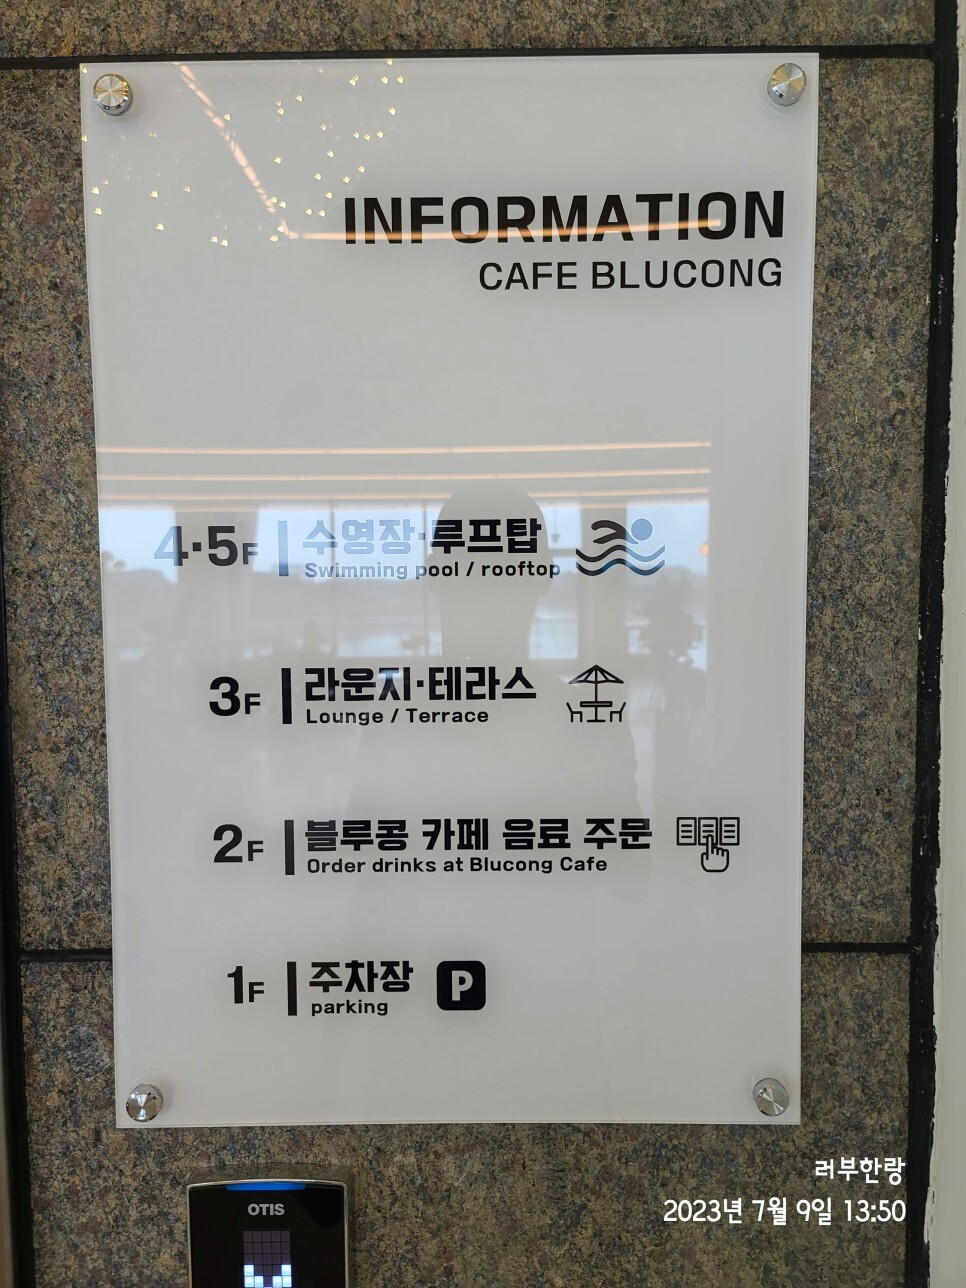 INFORMATION
CAFE BLUCONG
4·5F 수영장·루프탑
Swimming pool / rooftop
3F 라운지·테라스
Lounge / Terrace
2F 블루콩 카페 음료 주문
Order drinks at Blucong Cafe
1F 주차장 P
parking
OTIS
러부한랑
2023년 7월 9일 13:50